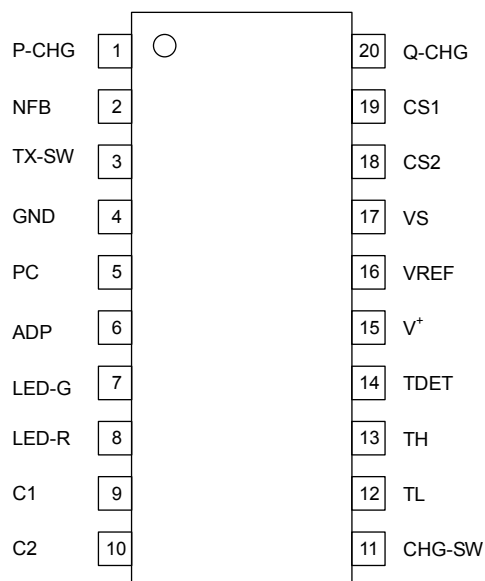 P-CHG 1 20 Q-CHG
NFB 2 19 CS1
TX-SW 3 18 CS2
GND 4 17 VS
PC 5 16 VREF
ADP 6 15 V⁺
LED-G 7 14 TDET
LED-R 8 13 TH
C1 9 12 TL
C2 10 11 CHG-SW